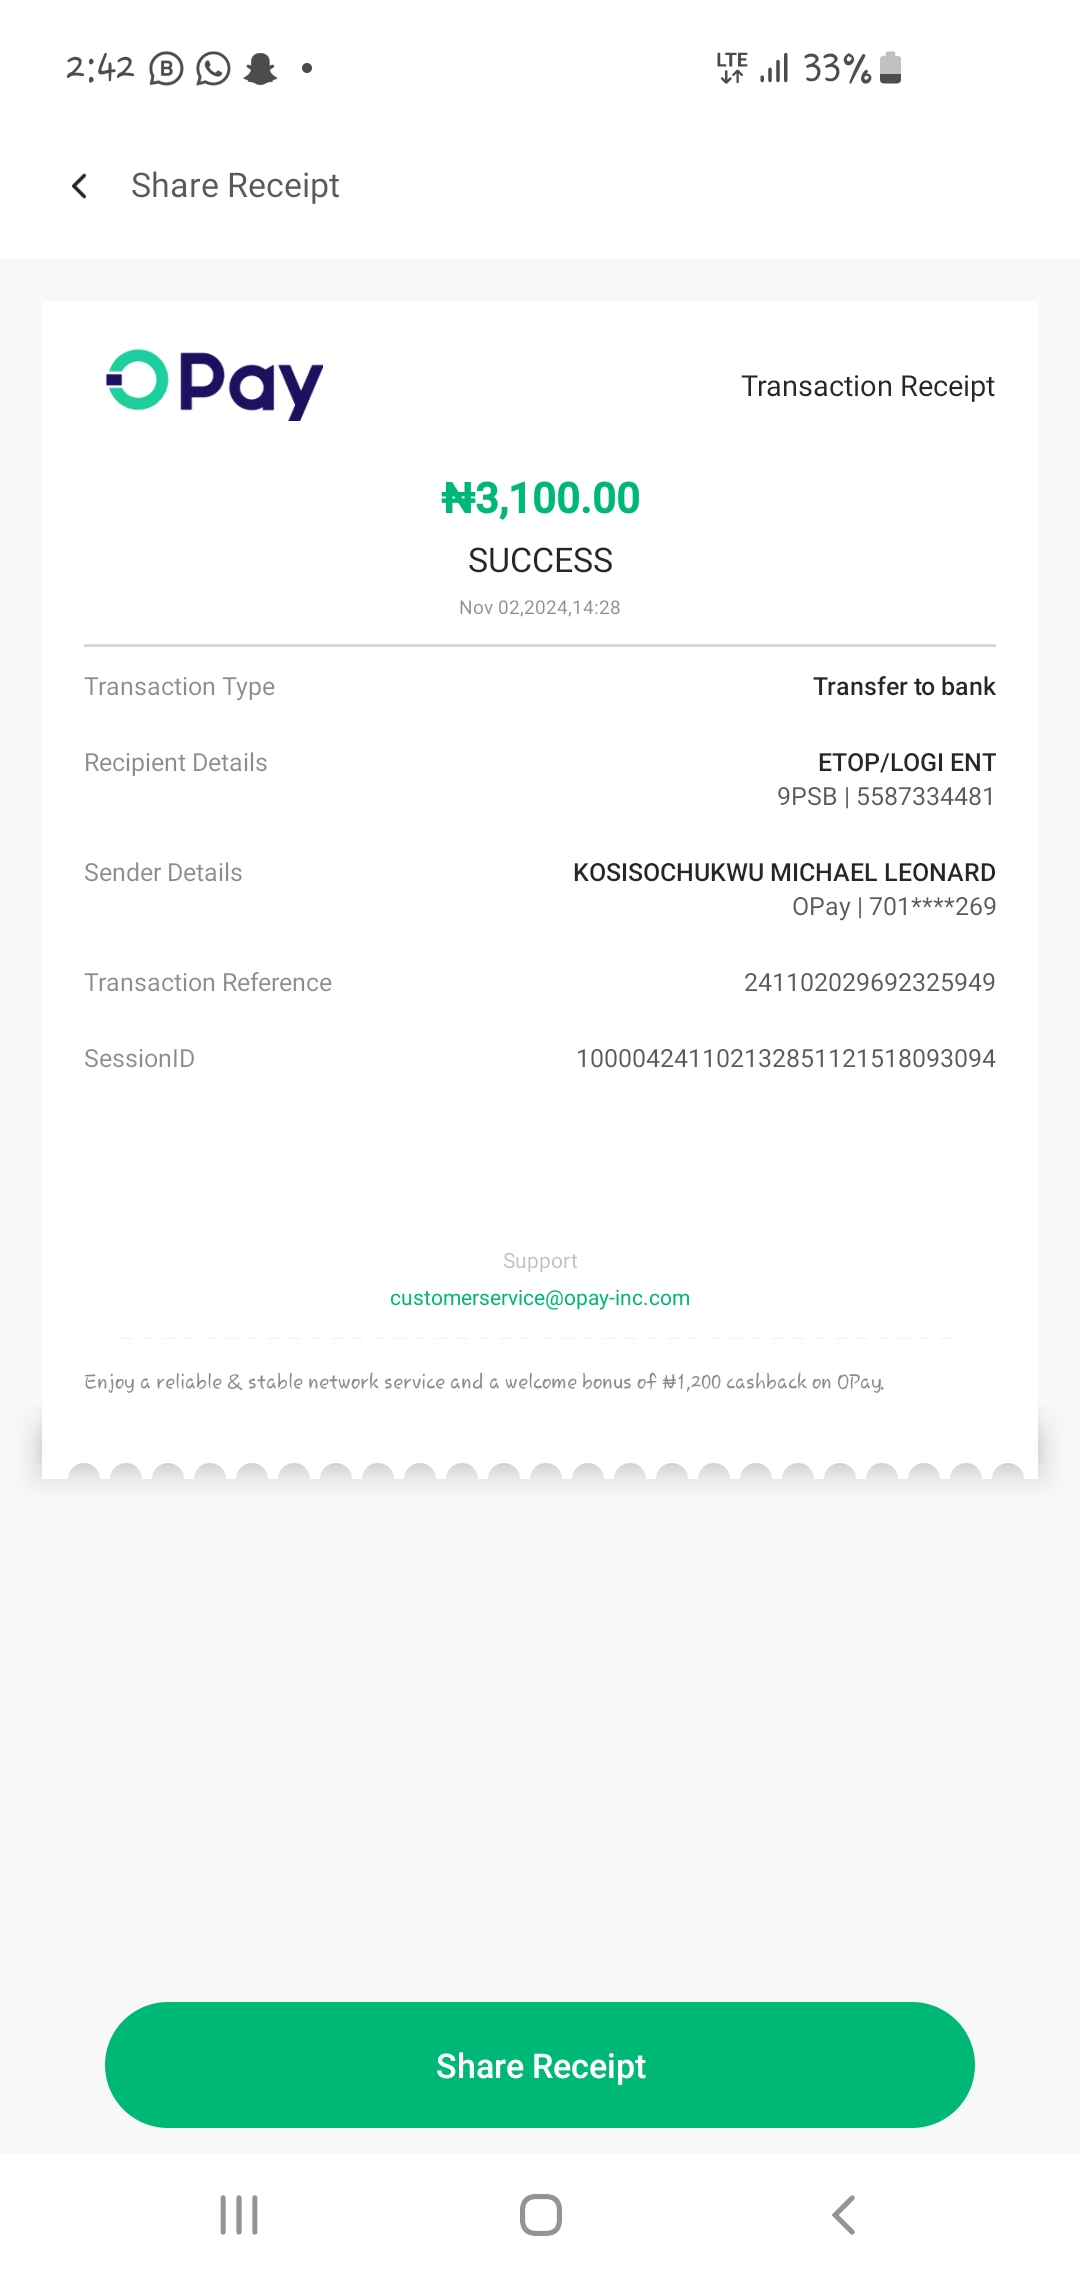 2:42
LTE 33%
Share Receipt
OPay
Transaction Receipt
₦3,100.00
SUCCESS
Nov 02,2024,14:28
Transaction Type Transfer to bank
Recipient Details ETOP/LOGI ENT
9PSB | 5587334481
Sender Details KOSISOCHUKWU MICHAEL LEONARD
OPay | 701****269
Transaction Reference 241102029692325949
SessionID 100004241102132851121518093094
Support
customerservice@opay-inc.com
Enjoy a reliable & stable network service and a welcome bonus of ₦1,200 cashback on OPay.
Share Receipt